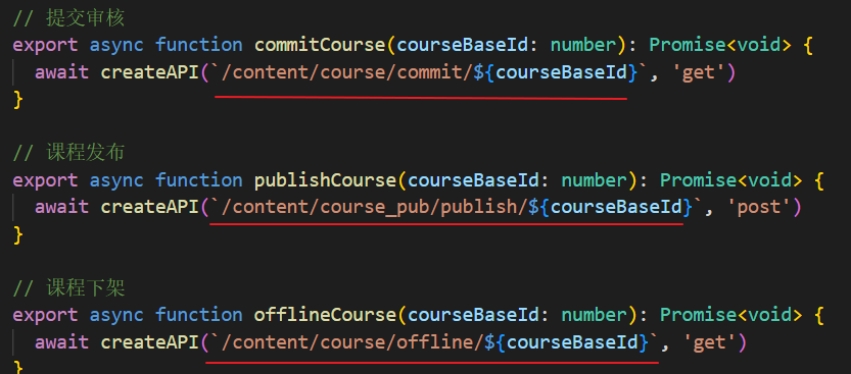 // 提交审核
export async function commitCourse(courseBaseId: number): Promise<void> {
  await createAPI(`/content/course/commit/${courseBaseId}`, 'get')
}
// 课程发布
export async function publishCourse(courseBaseId: number): Promise<void> {
  await createAPI(`/content/course_pub/publish/${courseBaseId}`, 'post')
}
// 课程下架
export async function offlineCourse(courseBaseId: number): Promise<void> {
  await createAPI(`/content/course/offline/${courseBaseId}`, 'get')
}